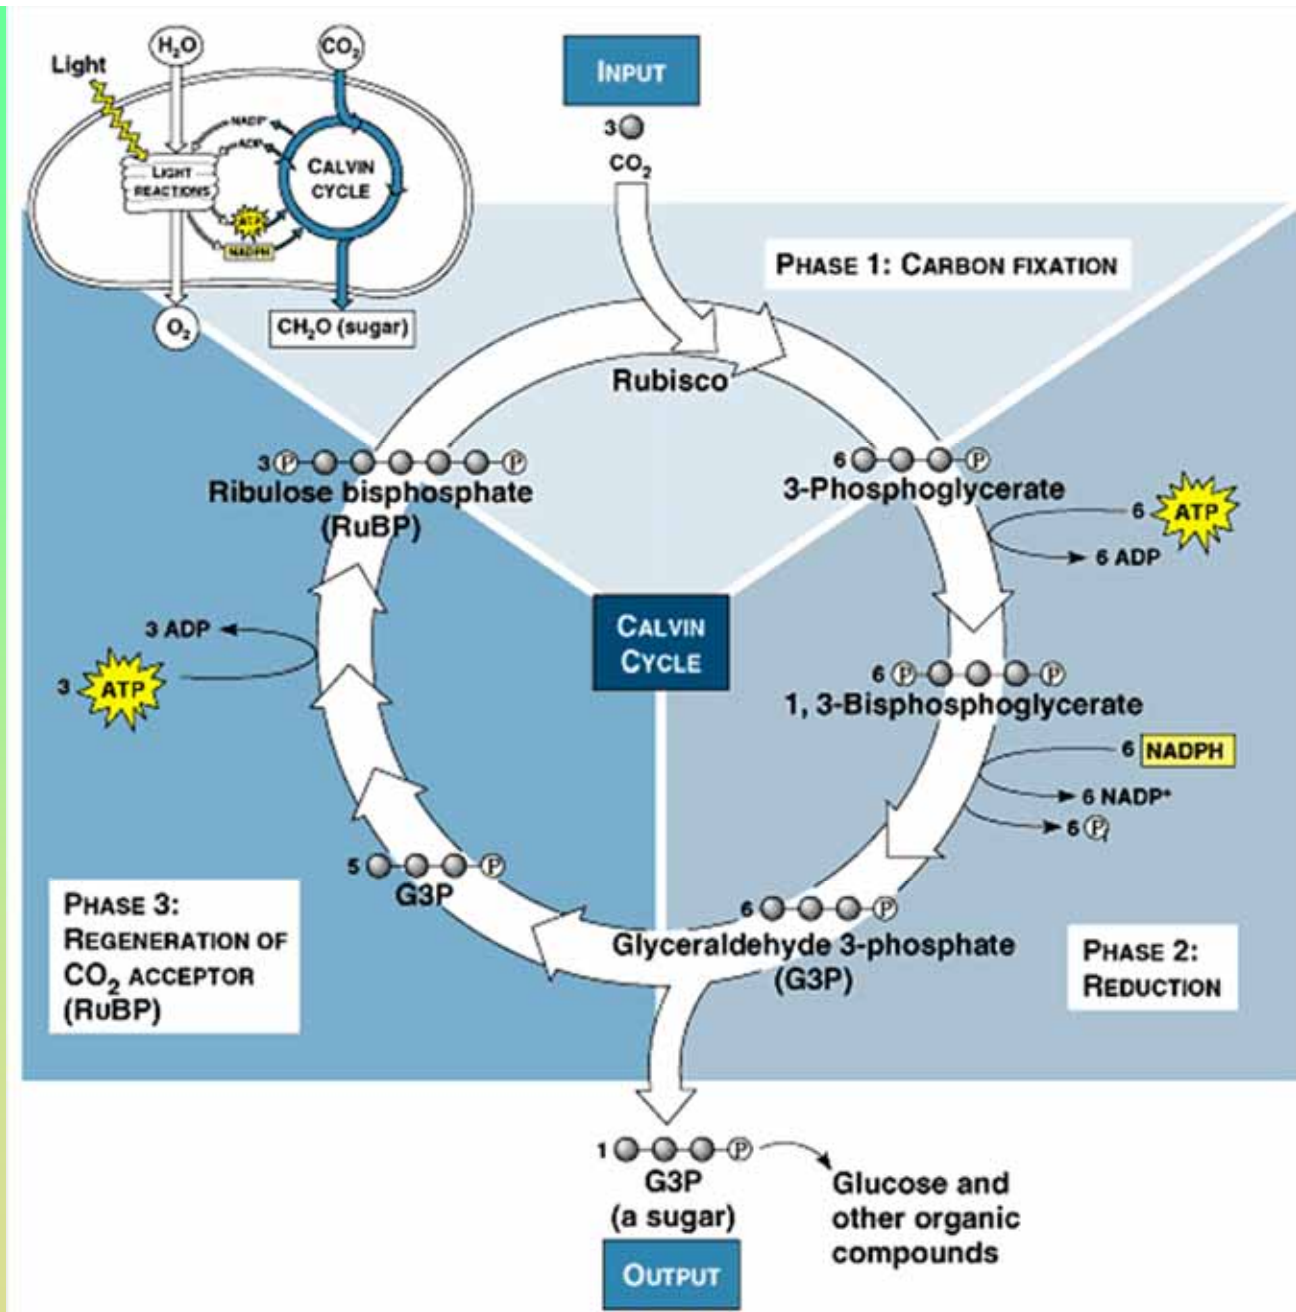 H₂O
CO₂
Light
NADP⁺
ADP
LIGHT
REACTIONS
CALVIN
CYCLE
ATP
NADPH
O₂
CH₂O (sugar)
INPUT
3
CO₂
PHASE 1: CARBON FIXATION
Rubisco
3 P P
Ribulose bisphosphate
(RuBP)
6 P
3-Phosphoglycerate
6 ATP
6 ADP
CALVIN
CYCLE
3 ADP
3 ATP
6 P P
1, 3-Bisphosphoglycerate
6 NADPH
6 NADP⁺
6 Pᵢ
5 P
G3P
6 P
Glyceraldehyde 3-phosphate
(G3P)
PHASE 3:
REGENERATION OF
CO₂ ACCEPTOR
(RuBP)
PHASE 2:
REDUCTION
1 P
G3P
(a sugar)
Glucose and
other organic
compounds
OUTPUT